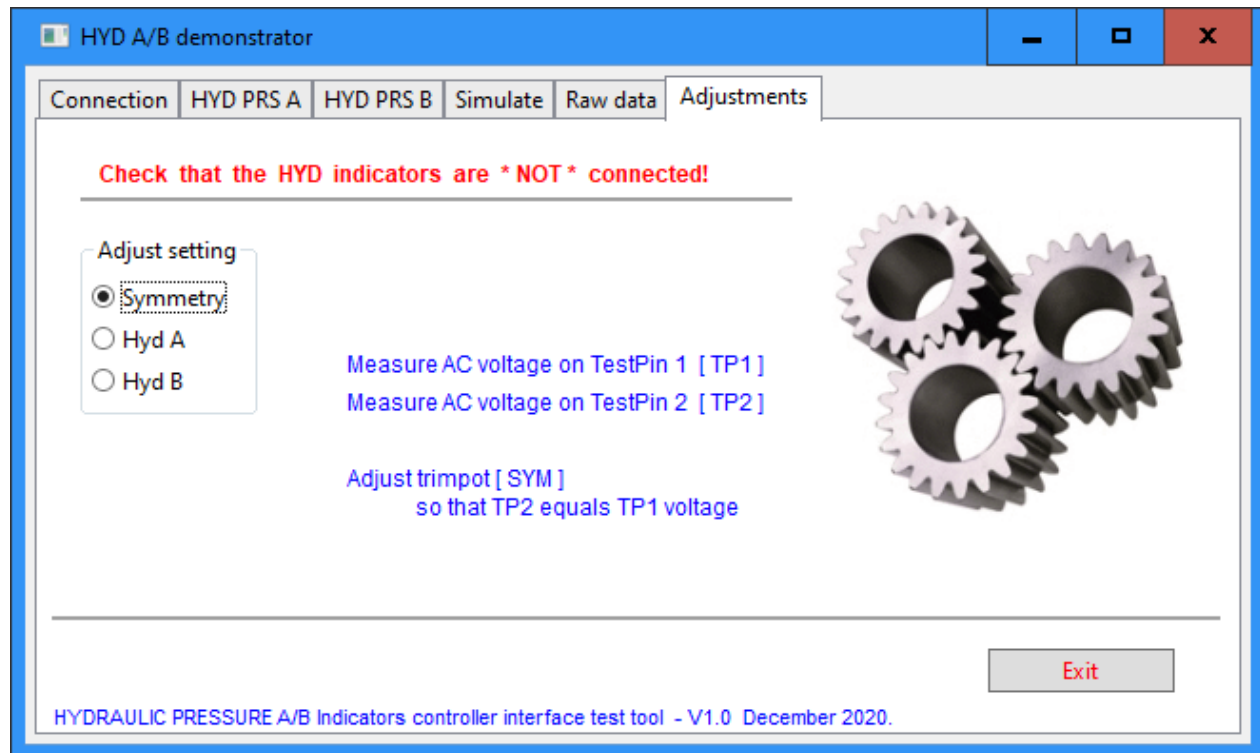 HYD A/B demonstrator
Connection HYD PRS A HYD PRS B Simulate Raw data Adjustments
Check that the HYD indicators are * NOT * connected!
Adjust setting
Symmetry
Hyd A
Hyd B
Measure AC voltage on TestPin 1 [ TP1 ]
Measure AC voltage on TestPin 2 [ TP2 ]
Adjust trimpot [ SYM ]
so that TP2 equals TP1 voltage
Exit
HYDRAULIC PRESSURE A/B Indicators controller interface test tool - V1.0 December 2020.